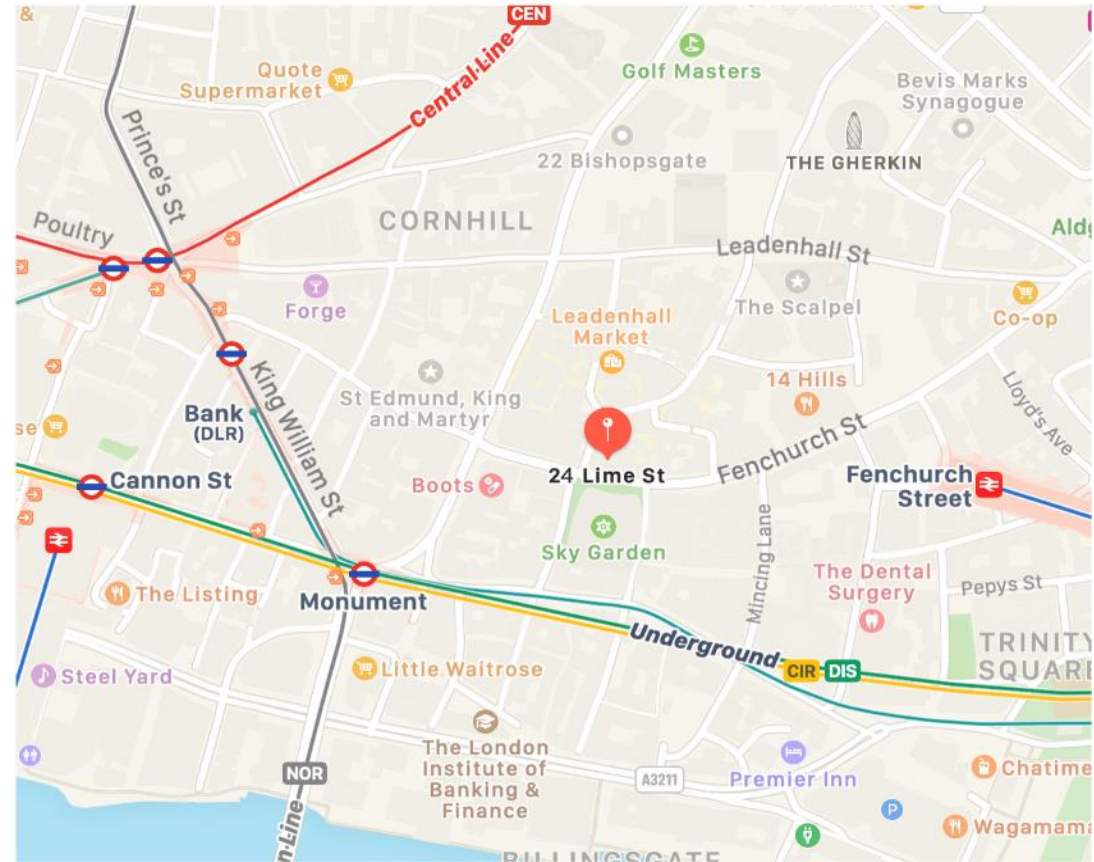 &
CEN
Central Line
Quote
Supermarket
Golf Masters
Bevis Marks
Synagogue
22 Bishopsgate
THE GHERKIN
Prince's St
Poultry
CORNHILL
Leadenhall St
Forge
Leadenhall
Market
The Scalpel
Co-op
St Edmund, King
and Martyr
14 Hills
Lloyd's Ave
King William St
Bank
(DLR)
24 Lime St
Fenchurch St
Fenchurch
Street
Cannon St
Boots
Sky Garden
Mincing Lane
The Dental
Surgery
Pepys St
The Listing
Monument
Underground
CIR
DIS
TRINITY
SQUARE
Steel Yard
Little Waitrose
The London
Institute of
Banking &
Finance
NOR
A3211
Premier Inn
P
Chatime
Wagamama